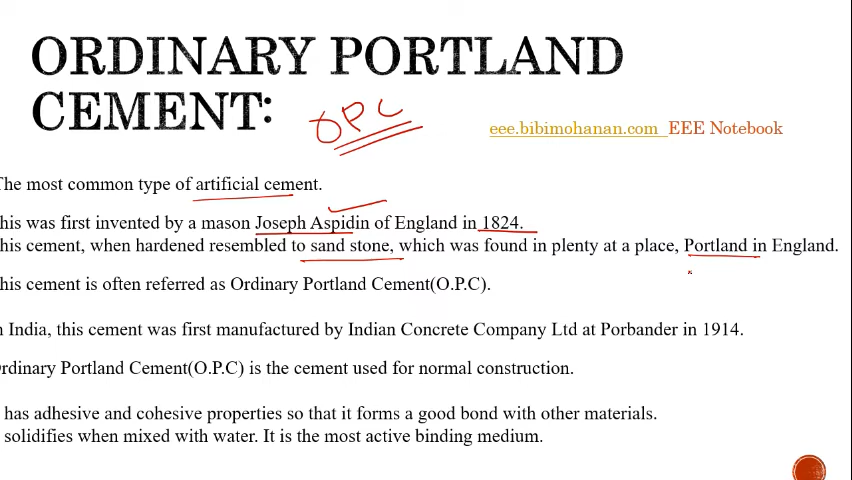 ORDINARY PORTLAND
CEMENT:
OPC
eee.bibimohanan.com EEE Notebook
The most common type of artificial cement.
his was first invented by a mason Joseph Aspidin of England in 1824.
his cement, when hardened resembled to sand stone, which was found in plenty at a place, Portland in England.
his cement is often referred as Ordinary Portland Cement(O.P.C).
n India, this cement was first manufactured by Indian Concrete Company Ltd at Porbander in 1914.
rdinary Portland Cement(O.P.C) is the cement used for normal construction.
has adhesive and cohesive properties so that it forms a good bond with other materials.
solidifies when mixed with water. It is the most active binding medium.